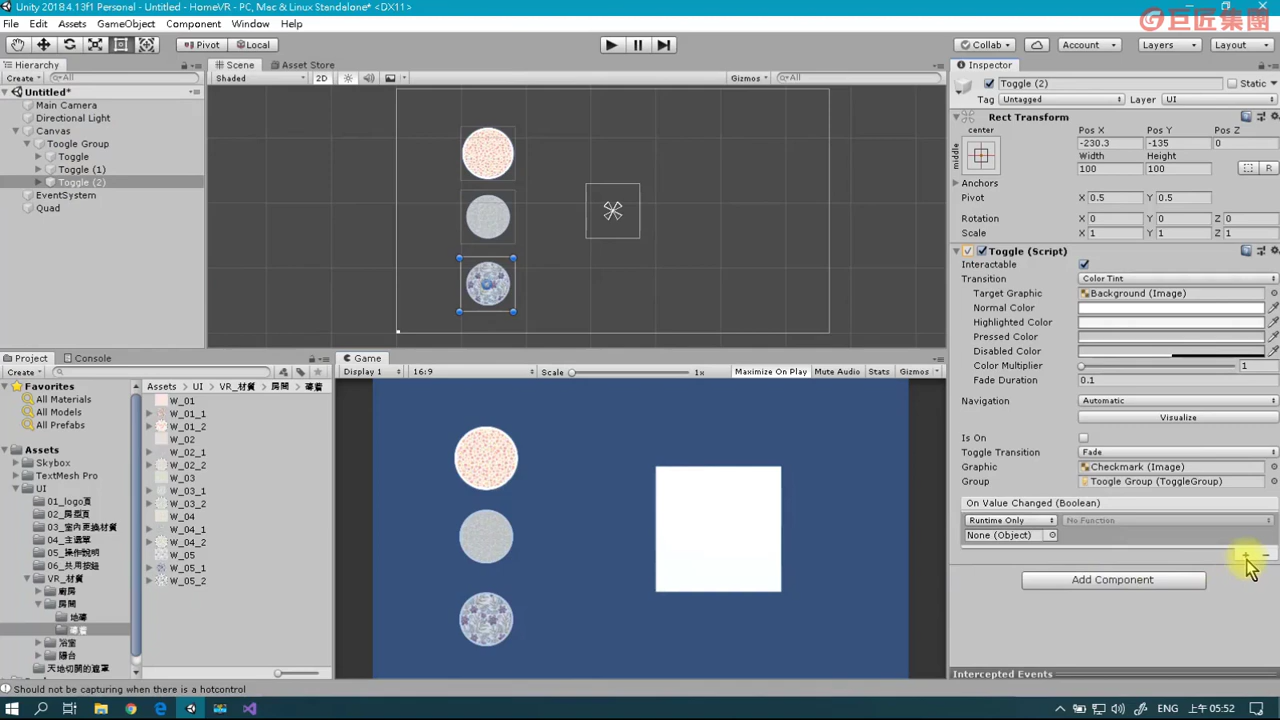 Unity 2018.4.13f1 Personal - Untitled - HomeVR - PC, Mac & Linux Standalone* <DX11>
巨匠集團
File Edit Assets GameObject Component Window Help
Pivot Local
Collab Account Layers Layout
Hierarchy
Create All
Untitled*
Main Camera
Directional Light
Canvas
Toogle Group
Toggle
Toggle (1)
Toggle (2)
EventSystem
Quad
Scene Asset Store
Shaded 2D Gizmos All
Inspector
Toggle (2) Static
Tag Untagged Layer UI
Rect Transform
center
middle
Pos X Pos Y Pos Z
-230.3 -135 0
Width Height
100 100 R
Anchors
Pivot X 0.5 Y 0.5
Rotation X 0 Y 0 Z 0
Scale X 1 Y 1 Z 1
Toggle (Script)
Interactable
Transition Color Tint
Target Graphic Background (Image)
Normal Color
Highlighted Color
Pressed Color
Disabled Color
Color Multiplier 1
Fade Duration 0.1
Navigation Automatic
Visualize
Is On
Toggle Transition Fade
Graphic Checkmark (Image)
Group Toogle Group (ToggleGroup)
On Value Changed (Boolean)
Runtime Only No Function
None (Object)
Add Component
Intercepted Events
Project Console
Create
Favorites
All Materials
All Models
All Prefabs
Assets
Skybox
TextMesh Pro
UI
01_logo頁
02_房型頁
03_室內更換材質
04_主選單
05_操作說明
06_共用按鈕
VR_材質
廚房
房間
地磚
浴室
陽台
天地切開的遮罩
Assets UI VR_材質 房間
W_01
W_01_1
W_01_2
W_02
W_02_1
W_02_2
W_03
W_03_1
W_03_2
W_04
W_04_1
W_04_2
W_05
W_05_1
W_05_2
Game
Display 1 16:9 Scale 1x Maximize On Play Mute Audio Stats Gizmos
Should not be capturing when there is a hotcontrol
ENG 上午 05:52